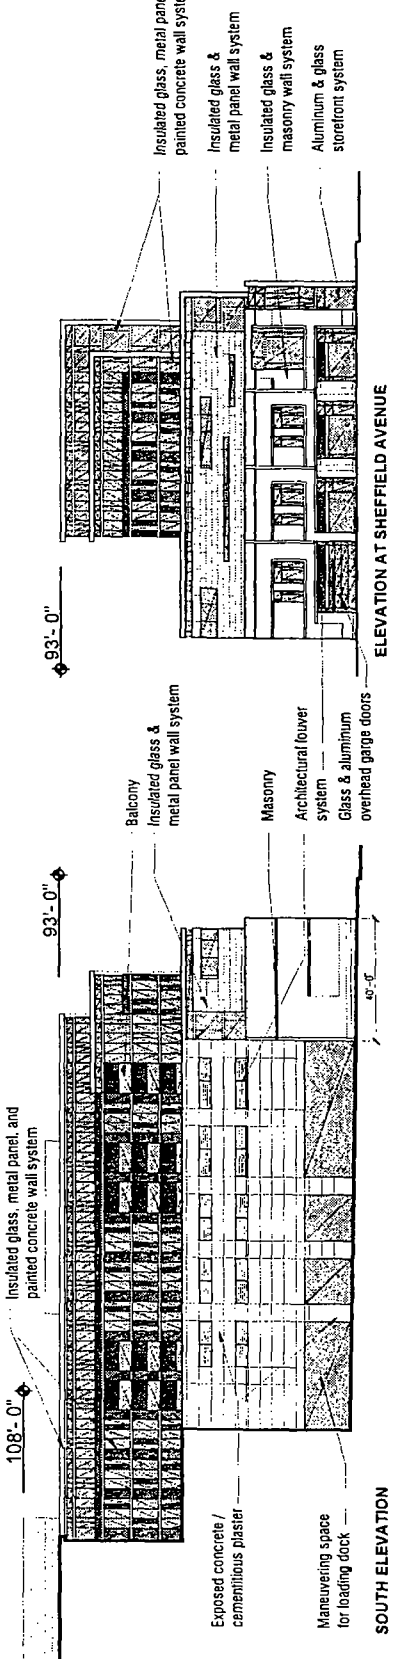 108'- 0"
Insulated glass, metal panel, and
painted concrete wall system
93'- 0"
Balcony
Insulated glass &
metal panel wall system
Masonry
Architectural louver
system
Glass & aluminum
overhead garge doors
40'-0"
Exposed concrete /
cementitious plaster
Maneuvering space
for loading dock
SOUTH ELEVATION
93'- 0"
Insulated glass, metal pane
painted concrete wall syste
Insulated glass &
metal panel wall system
Insulated glass &
masonry wall system
Aluminum & glass
storefront system
ELEVATION AT SHEFFIELD AVENUE